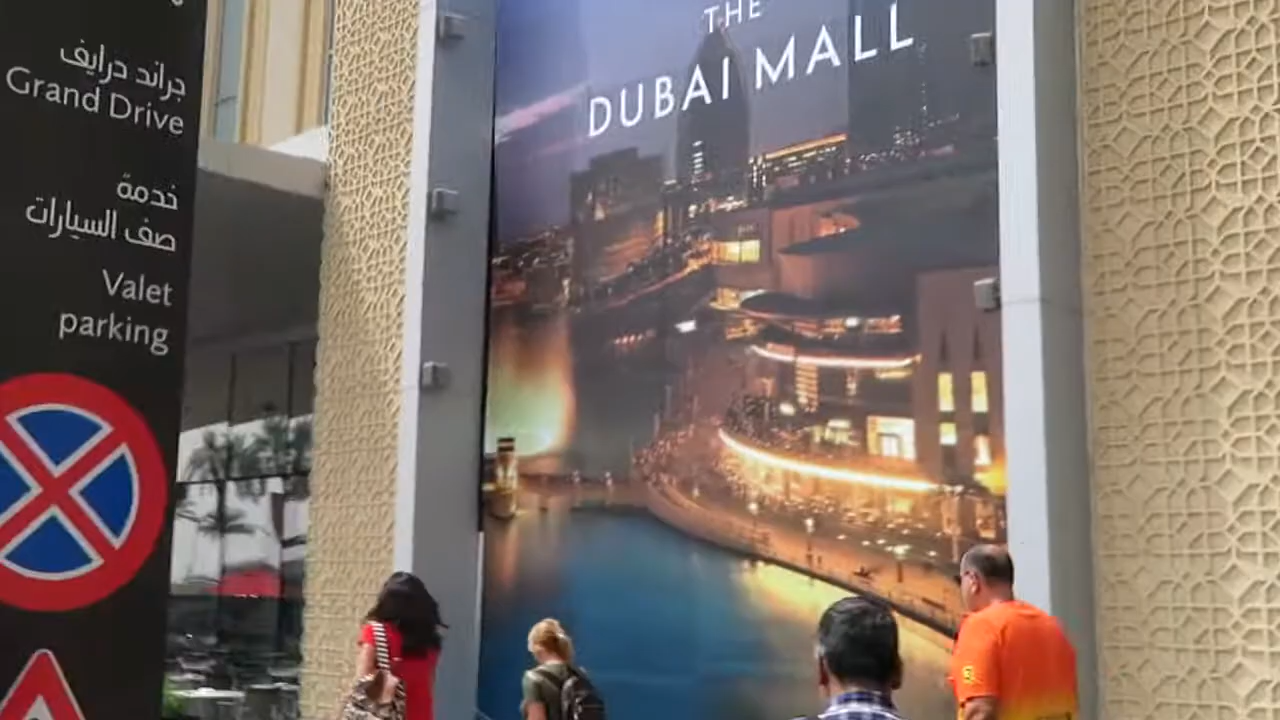 جراند درايف
Grand Drive
خدمة
صف السيارات
Valet
parking
THE
DUBAI MALL